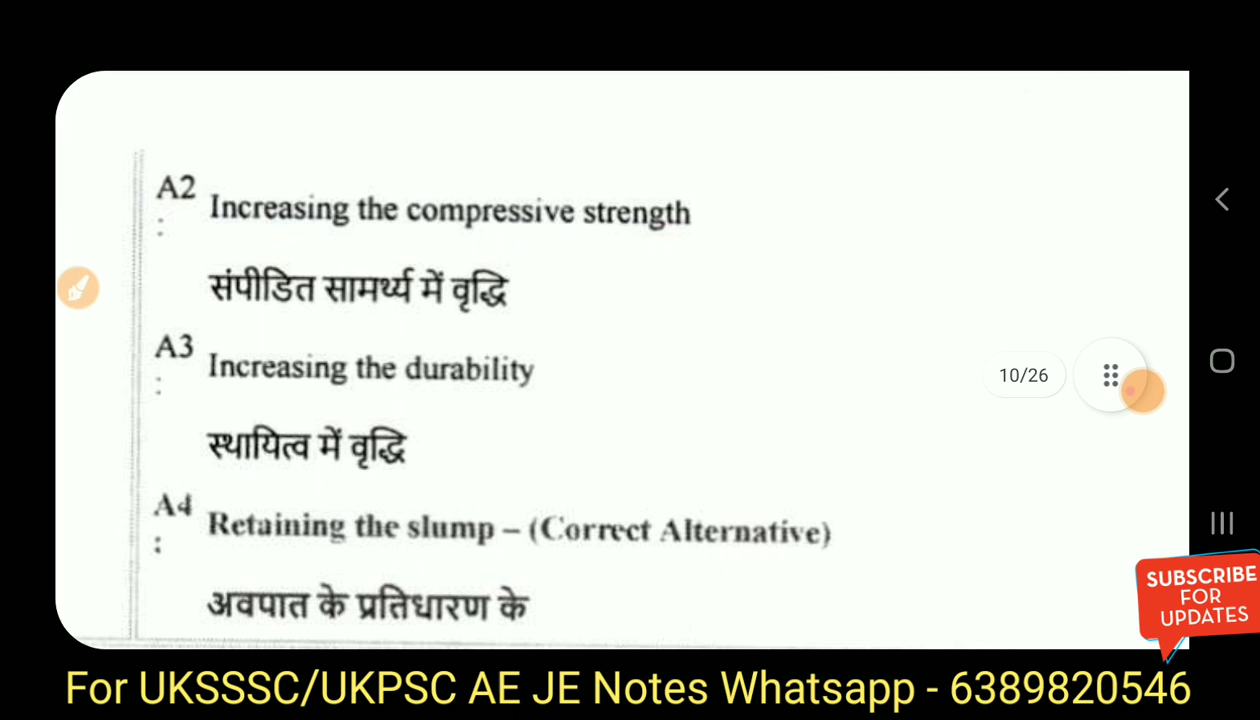 A2
:
Increasing the compressive strength
संपीडित सामर्थ्य में वृद्धि
A3
:
Increasing the durability
स्थायित्व में वृद्धि
A4
:
Retaining the slump – (Correct Alternative)
अवपात के प्रतिधारण के
10/26
SUBSCRIBE
FOR
UPDATES
For UKSSSC/UKPSC AE JE Notes Whatsapp - 6389820546